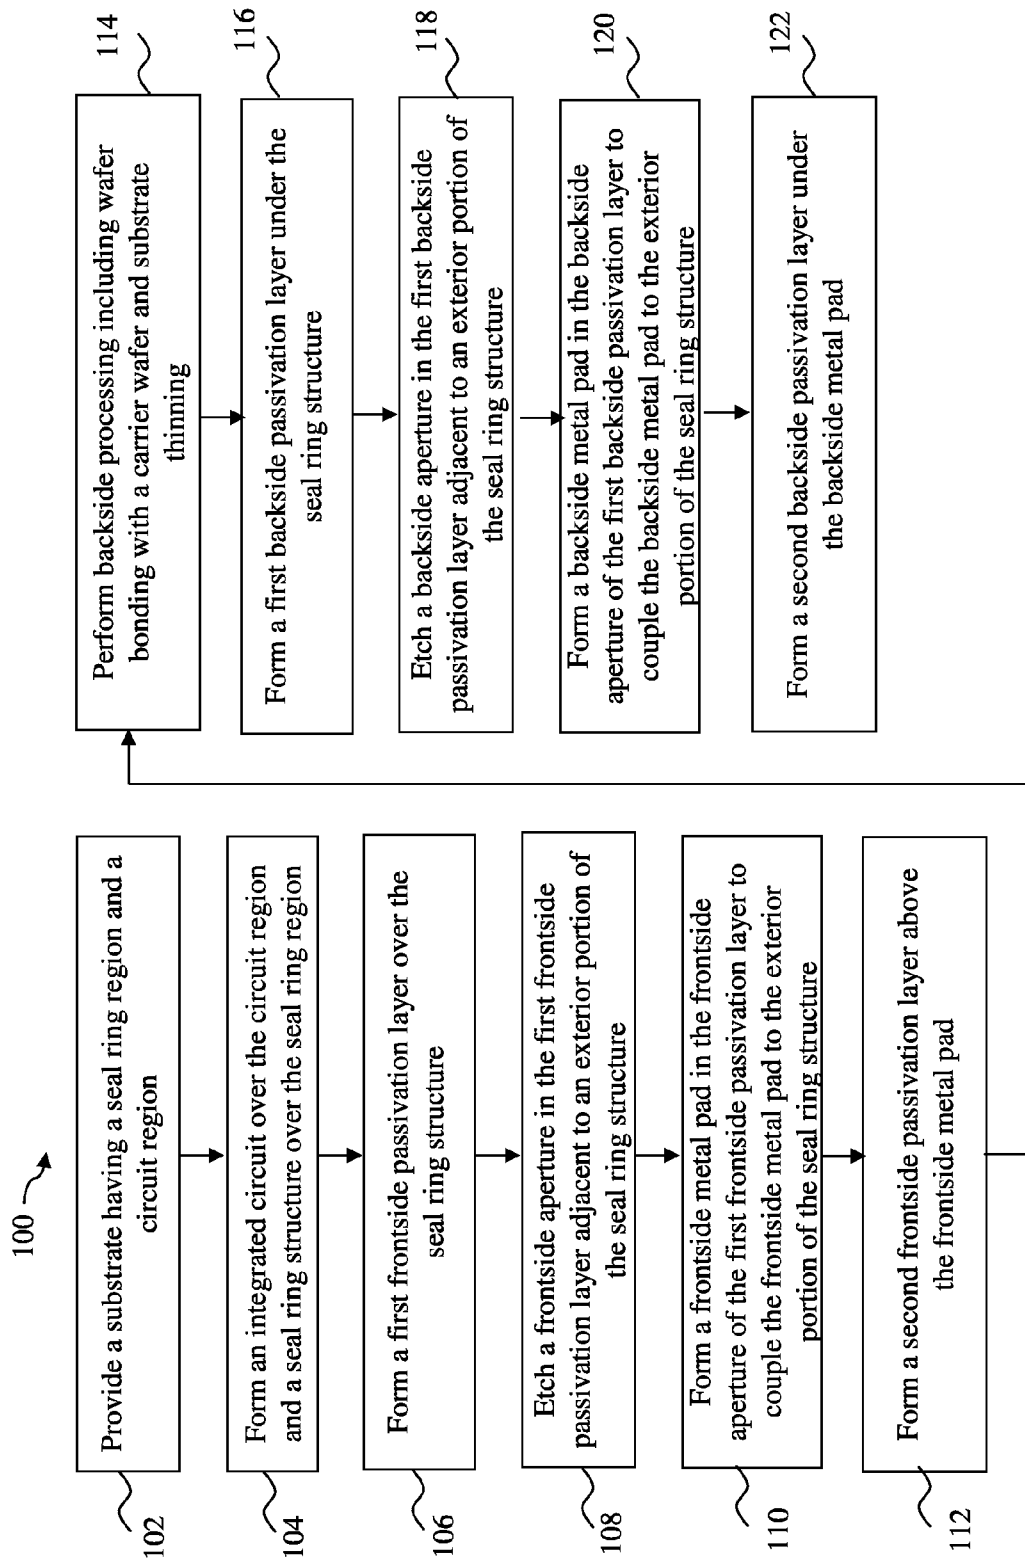 100
102
Provide a substrate having a seal ring region and a
circuit region
104
Form an integrated circuit over the circuit region
and a seal ring structure over the seal ring region
106
Form a first frontside passivation layer over the
seal ring structure
108
Etch a frontside aperture in the first frontside
passivation layer adjacent to an exterior portion of
the seal ring structure
110
Form a frontside metal pad in the frontside
aperture of the first frontside passivation layer to
couple the frontside metal pad to the exterior
portion of the seal ring structure
112
Form a second frontside passivation layer above
the frontside metal pad
114
Perform backside processing including wafer
bonding with a carrier wafer and substrate
thinning
116
Form a first backside passivation layer under the
seal ring structure
118
Etch a backside aperture in the first backside
passivation layer adjacent to an exterior portion of
the seal ring structure
120
Form a backside metal pad in the backside
aperture of the first backside passivation layer to
couple the backside metal pad to the exterior
portion of the seal ring structure
122
Form a second backside passivation layer under
the backside metal pad